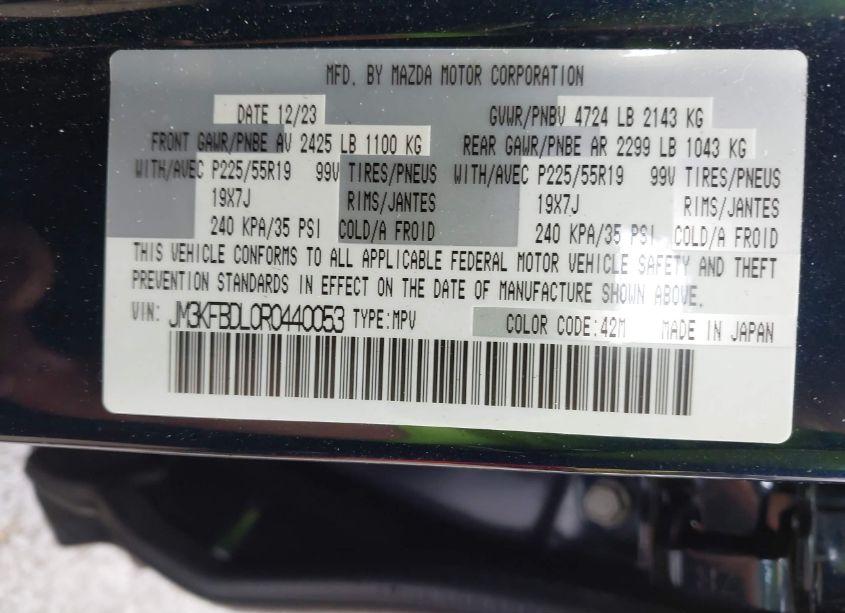 MFD. BY MAZDA MOTOR CORPORATION
DATE 12/23 GVWR/PNBV 4724 LB 2143 KG
FRONT GAWR/PNBE AV 2425 LB 1100 KG REAR GAWR/PNBE AR 2299 LB 1043 KG
WITH/AVEC P225/55R19 99V TIRES/PNEUS WITH/AVEC P225/55R19 99V TIRES/PNEUS
19X7J RIMS/JANTES 19X7J RIMS/JANTES
240 KPA/35 PSI COLD/A FROID 240 KPA/35 PSI COLD/A FROID
THIS VEHICLE CONFORMS TO ALL APPLICABLE FEDERAL MOTOR VEHICLE SAFETY AND THEFT
PREVENTION STANDARDS IN EFFECT ON THE DATE OF MANUFACTURE SHOWN ABOVE.
VIN: JM3KFBDL0R0440053 TYPE:MPV COLOR CODE:42M MADE IN JAPAN